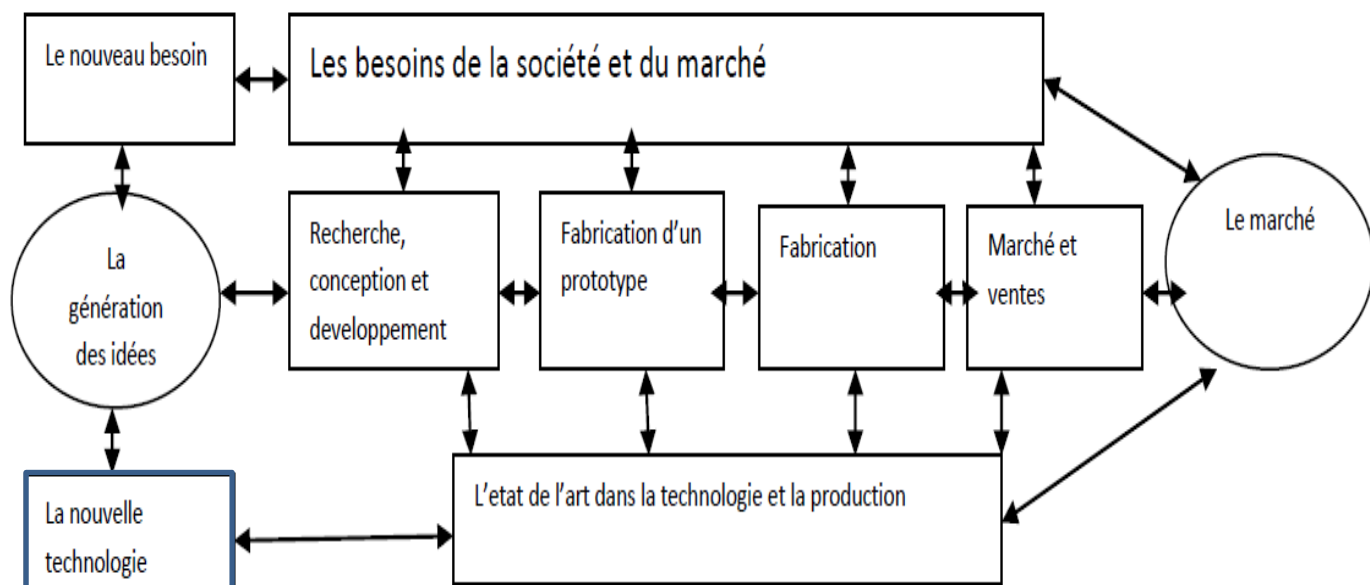 Le nouveau besoin
Les besoins de la société et du marché
La
génération
des idées
Recherche,
conception et
developpement
Fabrication d'un
prototype
Fabrication
Marché et
ventes
Le marché
La nouvelle
technologie
L'etat de l'art dans la technologie et la production